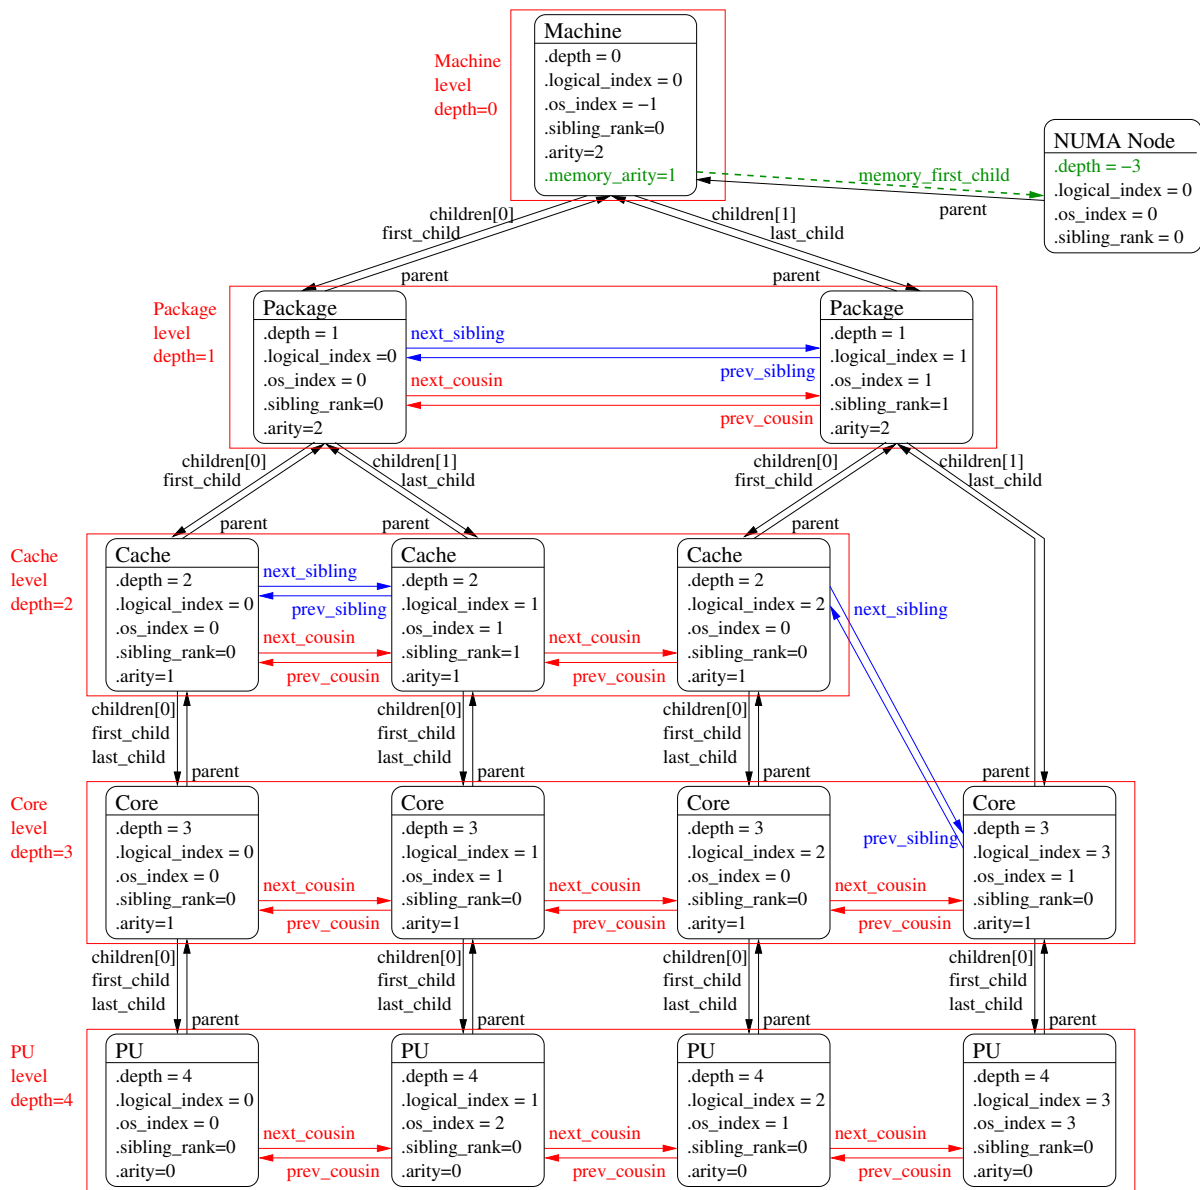 Machine
level
depth=0
Machine
.depth = 0
.logical_index = 0
.os_index = −1
.sibling_rank=0
.arity=2
.memory_arity=1
memory_first_child
parent
NUMA Node
.depth = −3
.logical_index = 0
.os_index = 0
.sibling_rank = 0
children[0]
first_child
parent
children[1]
last_child
parent
Package
level
depth=1
Package
.depth = 1
.logical_index =0
.os_index = 0
.sibling_rank=0
.arity=2
next_sibling
prev_sibling
next_cousin
prev_cousin
Package
.depth = 1
.logical_index = 1
.os_index = 1
.sibling_rank=1
.arity=2
children[0]
first_child
parent
children[1]
last_child
parent
children[0]
first_child
parent
children[1]
last_child
Cache
level
depth=2
Cache
.depth = 2
.logical_index = 0
.os_index = 0
.sibling_rank=0
.arity=1
next_sibling
prev_sibling
next_cousin
prev_cousin
Cache
.depth = 2
.logical_index = 1
.os_index = 1
.sibling_rank=1
.arity=1
next_cousin
prev_cousin
Cache
.depth = 2
.logical_index = 2
.os_index = 0
.sibling_rank=0
.arity=1
next_sibling
prev_sibling
children[0]
first_child
last_child
parent
children[0]
first_child
last_child
parent
children[0]
first_child
last_child
parent
parent
Core
level
depth=3
Core
.depth = 3
.logical_index = 0
.os_index = 0
.sibling_rank=0
.arity=1
next_cousin
prev_cousin
Core
.depth = 3
.logical_index = 1
.os_index = 1
.sibling_rank=0
.arity=1
next_cousin
prev_cousin
Core
.depth = 3
.logical_index = 2
.os_index = 0
.sibling_rank=0
.arity=1
next_cousin
prev_cousin
Core
.depth = 3
.logical_index = 3
.os_index = 1
.sibling_rank=0
.arity=1
children[0]
first_child
last_child
parent
children[0]
first_child
last_child
parent
children[0]
first_child
last_child
parent
children[0]
first_child
last_child
parent
PU
level
depth=4
PU
.depth = 4
.logical_index = 0
.os_index = 0
.sibling_rank=0
.arity=0
next_cousin
prev_cousin
PU
.depth = 4
.logical_index = 1
.os_index = 2
.sibling_rank=0
.arity=0
next_cousin
prev_cousin
PU
.depth = 4
.logical_index = 2
.os_index = 1
.sibling_rank=0
.arity=0
next_cousin
prev_cousin
PU
.depth = 4
.logical_index = 3
.os_index = 3
.sibling_rank=0
.arity=0